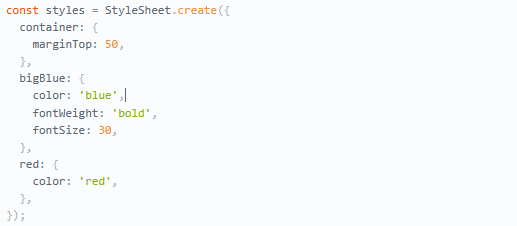 const styles = StyleSheet.create({
  container: {
    marginTop: 50,
  },
  bigBlue: {
    color: 'blue',
    fontWeight: 'bold',
    fontSize: 30,
  },
  red: {
    color: 'red',
  },
});